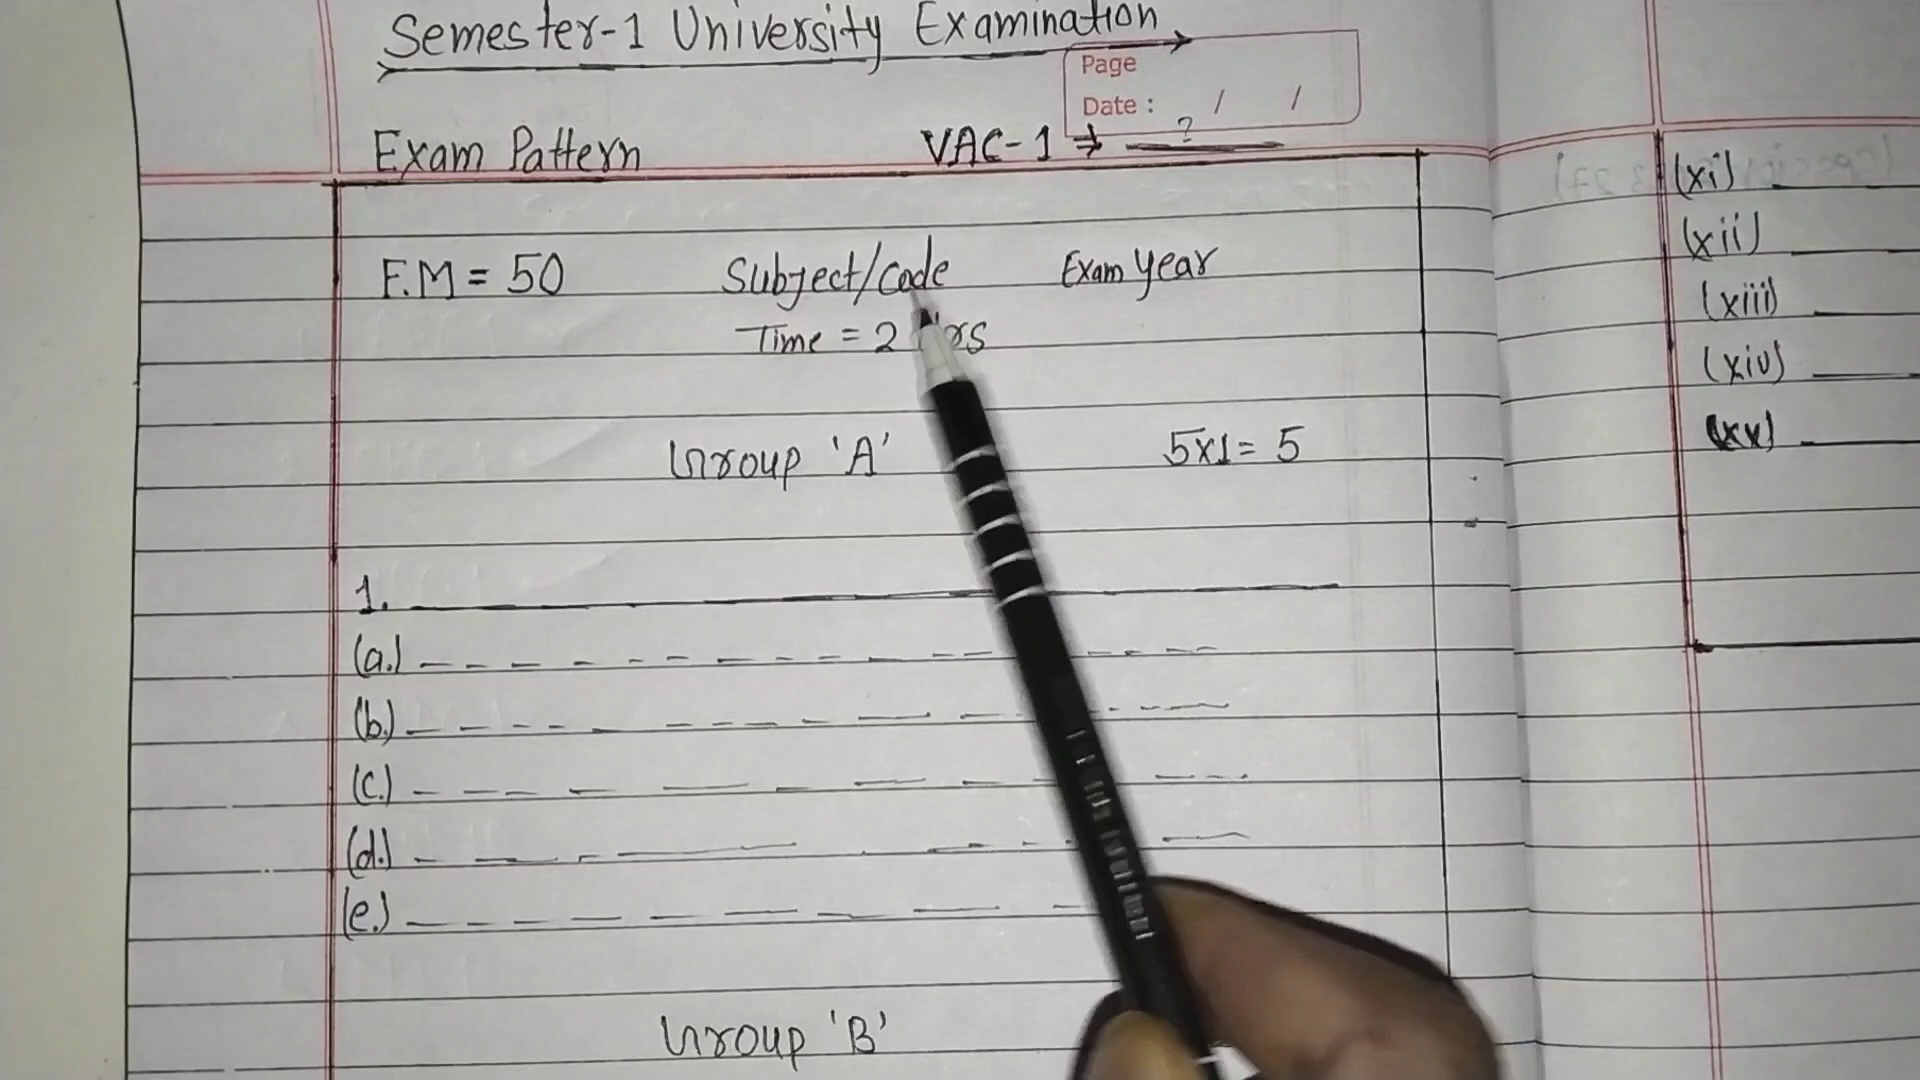 Semester-1 University Examination
Page
Date : / /
Exam Pattern VAC-1 → ?
F.M = 50 Subject/Code Exam Year
Time = 2 Hrs
Group 'A' 5x1 = 5
1.
(a.)
(b.)
(c.)
(d.)
(e.)
Group 'B'
(xi)
(xii)
(xiii)
(xiv)
(xv)